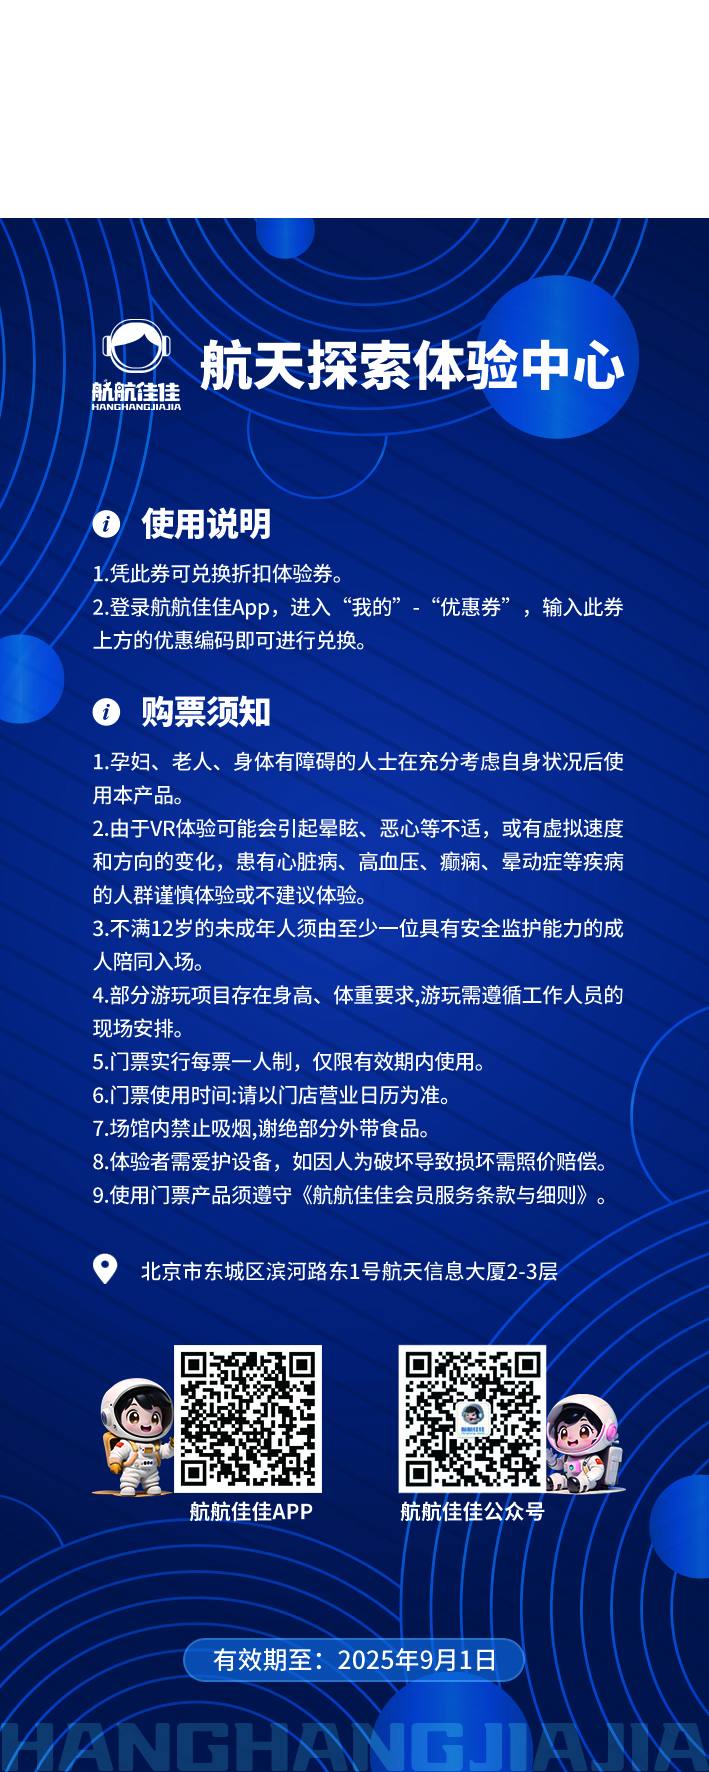 航航佳佳
HANGHANGJIAJIA
航天探索体验中心
使用说明
1.凭此券可兑换折扣体验券。
2.登录航航佳佳App，进入“我的”-“优惠券”，输入此券
上方的优惠编码即可进行兑换。
购票须知
1.孕妇、老人、身体有障碍的人士在充分考虑自身状况后使
用本产品。
2.由于VR体验可能会引起晕眩、恶心等不适，或有虚拟速度
和方向的变化，患有心脏病、高血压、癫痫、晕动症等疾病
的人群谨慎体验或不建议体验。
3.不满12岁的未成年人须由至少一位具有安全监护能力的成
人陪同入场。
4.部分游玩项目存在身高、体重要求,游玩需遵循工作人员的
现场安排。
5.门票实行每票一人制，仅限有效期内使用。
6.门票使用时间:请以门店营业日历为准。
7.场馆内禁止吸烟,谢绝部分外带食品。
8.体验者需爱护设备，如因人为破坏导致损坏需照价赔偿。
9.使用门票产品须遵守《航航佳佳会员服务条款与细则》。
北京市东城区滨河路东1号航天信息大厦2-3层
航航佳佳APP
航航佳佳公众号
有效期至：2025年9月1日
HANGHANGJIAJIA